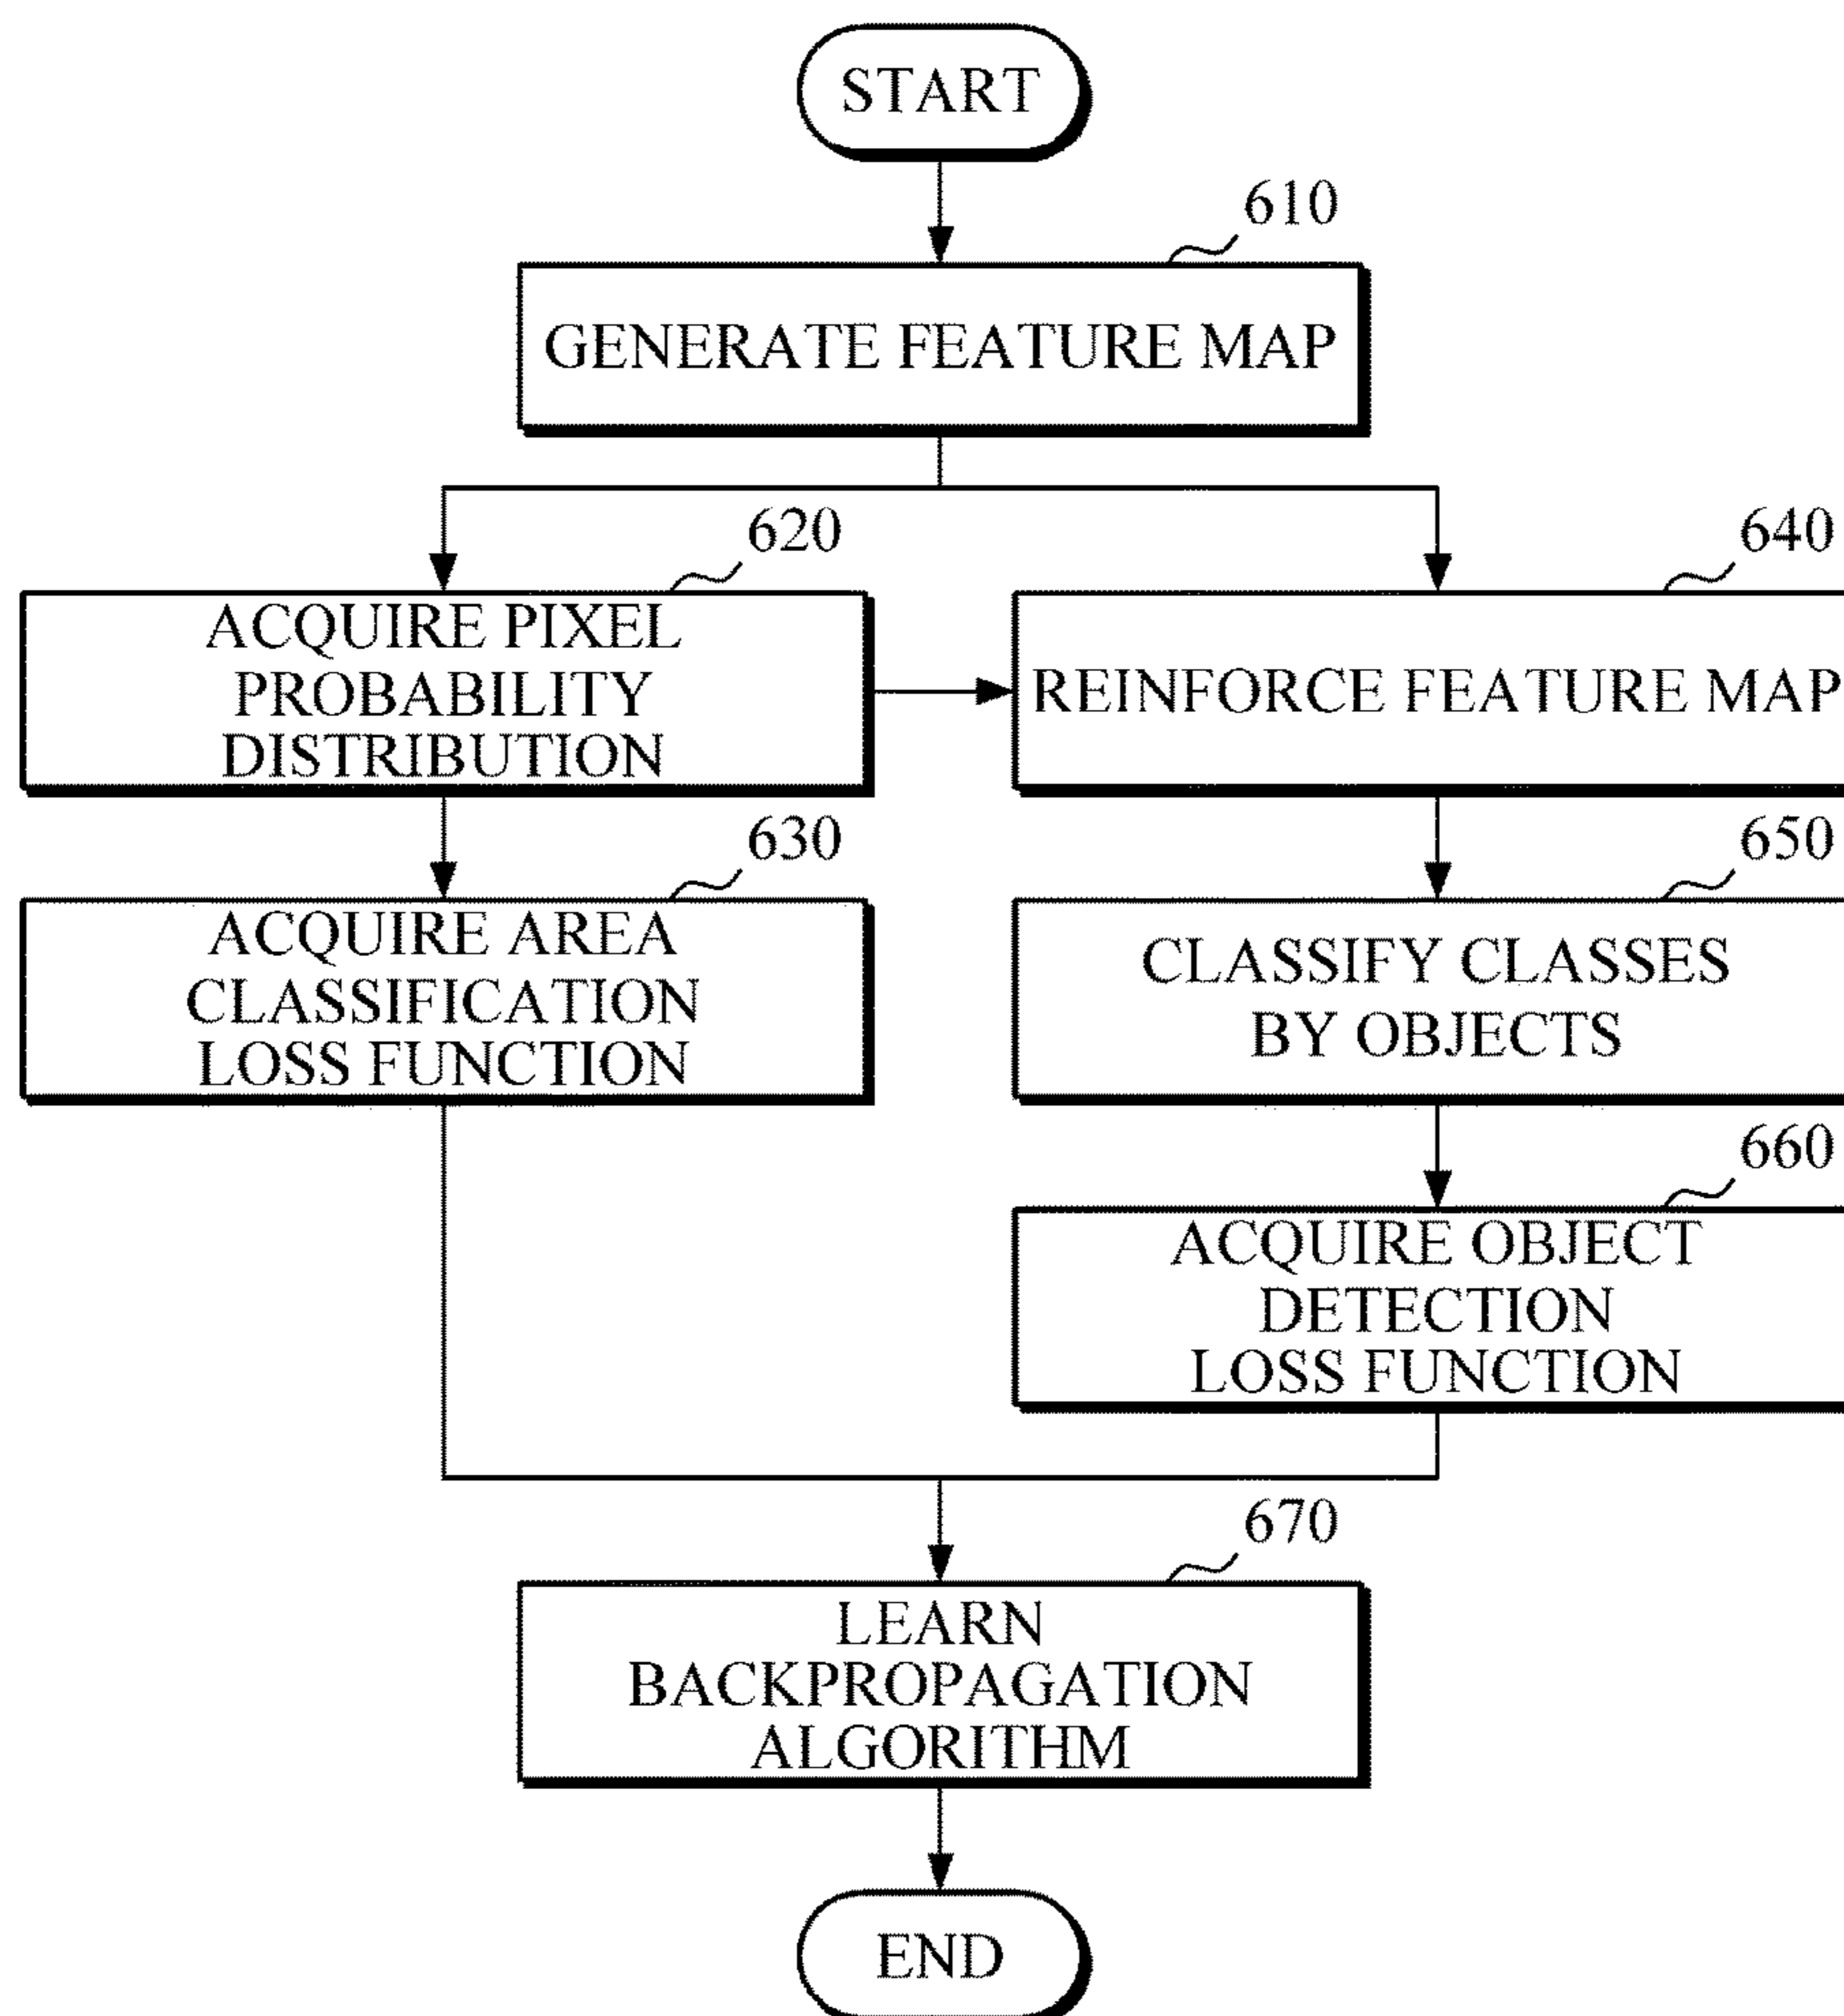 START
610
GENERATE FEATURE MAP
620
ACQUIRE PIXEL
PROBABILITY
DISTRIBUTION
640
REINFORCE FEATURE MAP
630
ACQUIRE AREA
CLASSIFICATION
LOSS FUNCTION
650
CLASSIFY CLASSES
BY OBJECTS
660
ACQUIRE OBJECT
DETECTION
LOSS FUNCTION
670
LEARN
BACKPROPAGATION
ALGORITHM
END